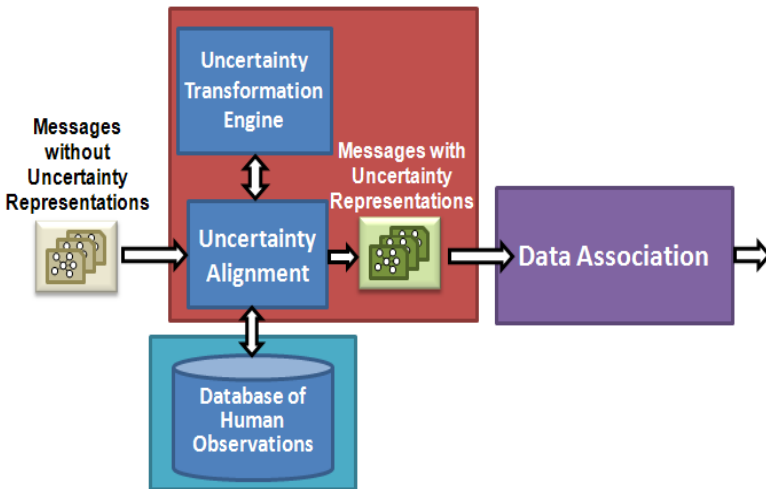 Uncertainty
Transformation
Engine
Messages
without
Uncertainty
Representations
Messages with
Uncertainty
Representations
Uncertainty
Alignment
Data Association
Database of
Human
Observations